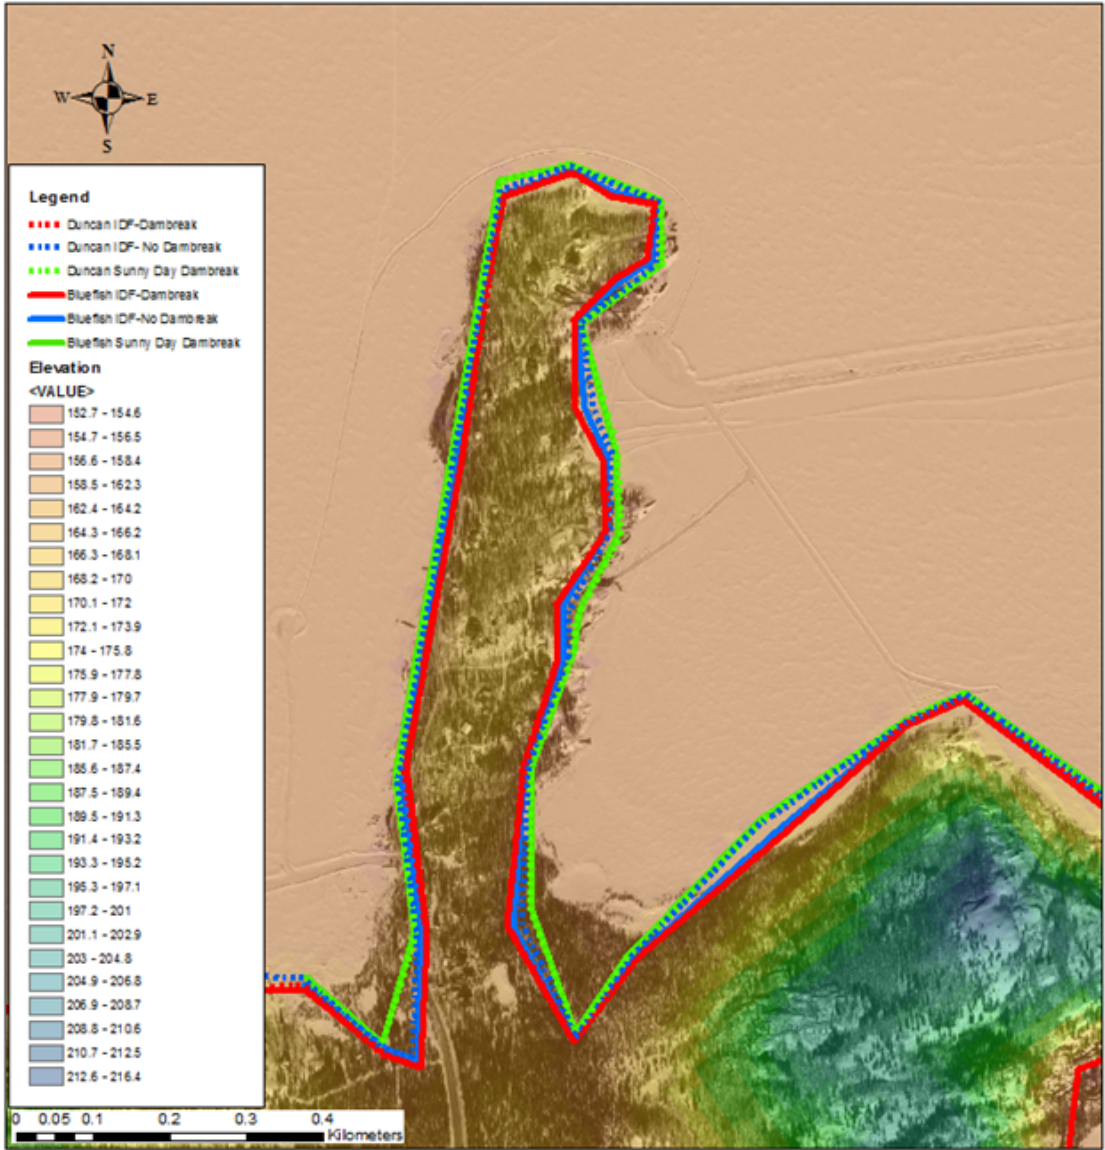 N
W E
S
Legend
Duncan IDF-Dambreak
Duncan IDF- No Dambreak
Duncan Sunny Day Dambreak
Bluefish IDF-Dambreak
Bluefish IDF-No Dambreak
Bluefish Sunny Day Dambreak
Elevation
<VALUE>
152.7 - 154.6
154.7 - 156.5
156.6 - 158.4
158.5 - 162.3
162.4 - 164.2
164.3 - 166.2
166.3 - 168.1
168.2 - 170
170.1 - 172
172.1 - 173.9
174 - 175.8
175.9 - 177.8
177.9 - 179.7
179.8 - 181.6
181.7 - 185.5
185.6 - 187.4
187.5 - 189.4
189.5 - 191.3
191.4 - 193.2
193.3 - 195.2
195.3 - 197.1
197.2 - 201
201.1 - 202.9
203 - 204.8
204.9 - 206.8
206.9 - 208.7
208.8 - 210.6
210.7 - 212.5
212.6 - 216.4
0 0.05 0.1 0.2 0.3 0.4
Kilometers